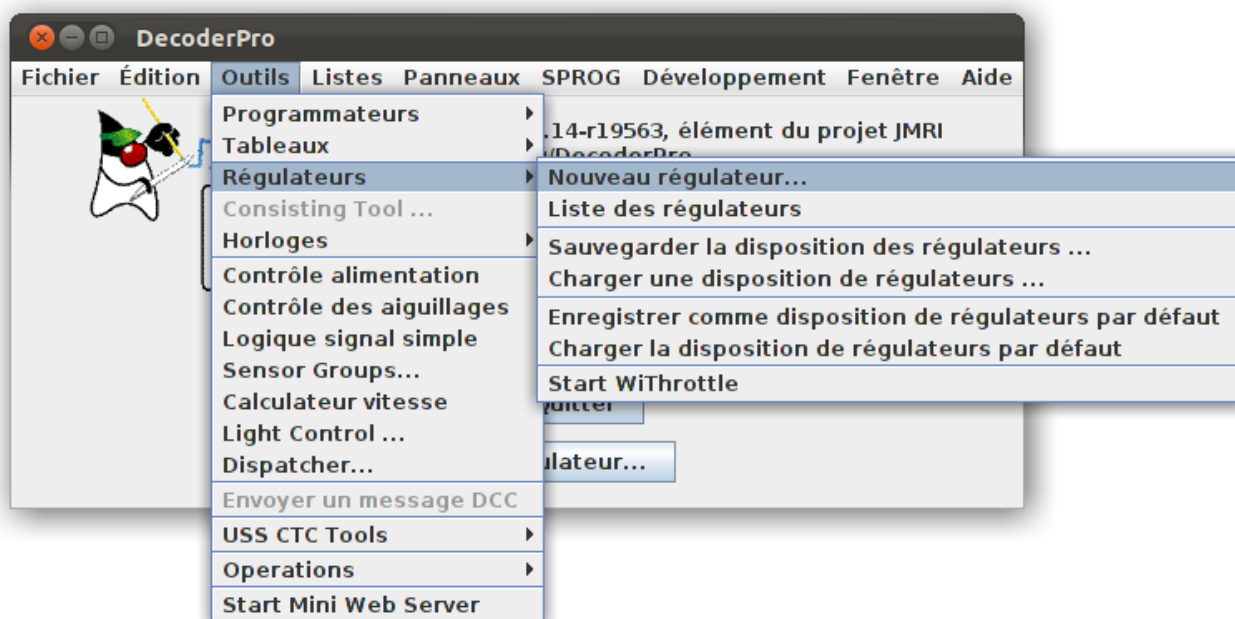 DecoderPro
Fichier Édition Outils Listes Panneaux SPROG Développement Fenêtre Aide
.14-r19563, élément du projet JMRI
/DecoderPro
Programmateurs
Tableaux
Régulateurs
Consisting Tool ...
Horloges
Contrôle alimentation
Contrôle des aiguillages
Logique signal simple
Sensor Groups...
Calculateur vitesse
Light Control ...
Dispatcher...
Envoyer un message DCC
USS CTC Tools
Operations
Start Mini Web Server
Nouveau régulateur...
Liste des régulateurs
Sauvegarder la disposition des régulateurs ...
Charger une disposition de régulateurs ...
Enregistrer comme disposition de régulateurs par défaut
Charger la disposition de régulateurs par défaut
Start WiThrottle
Quitter
ulateur...